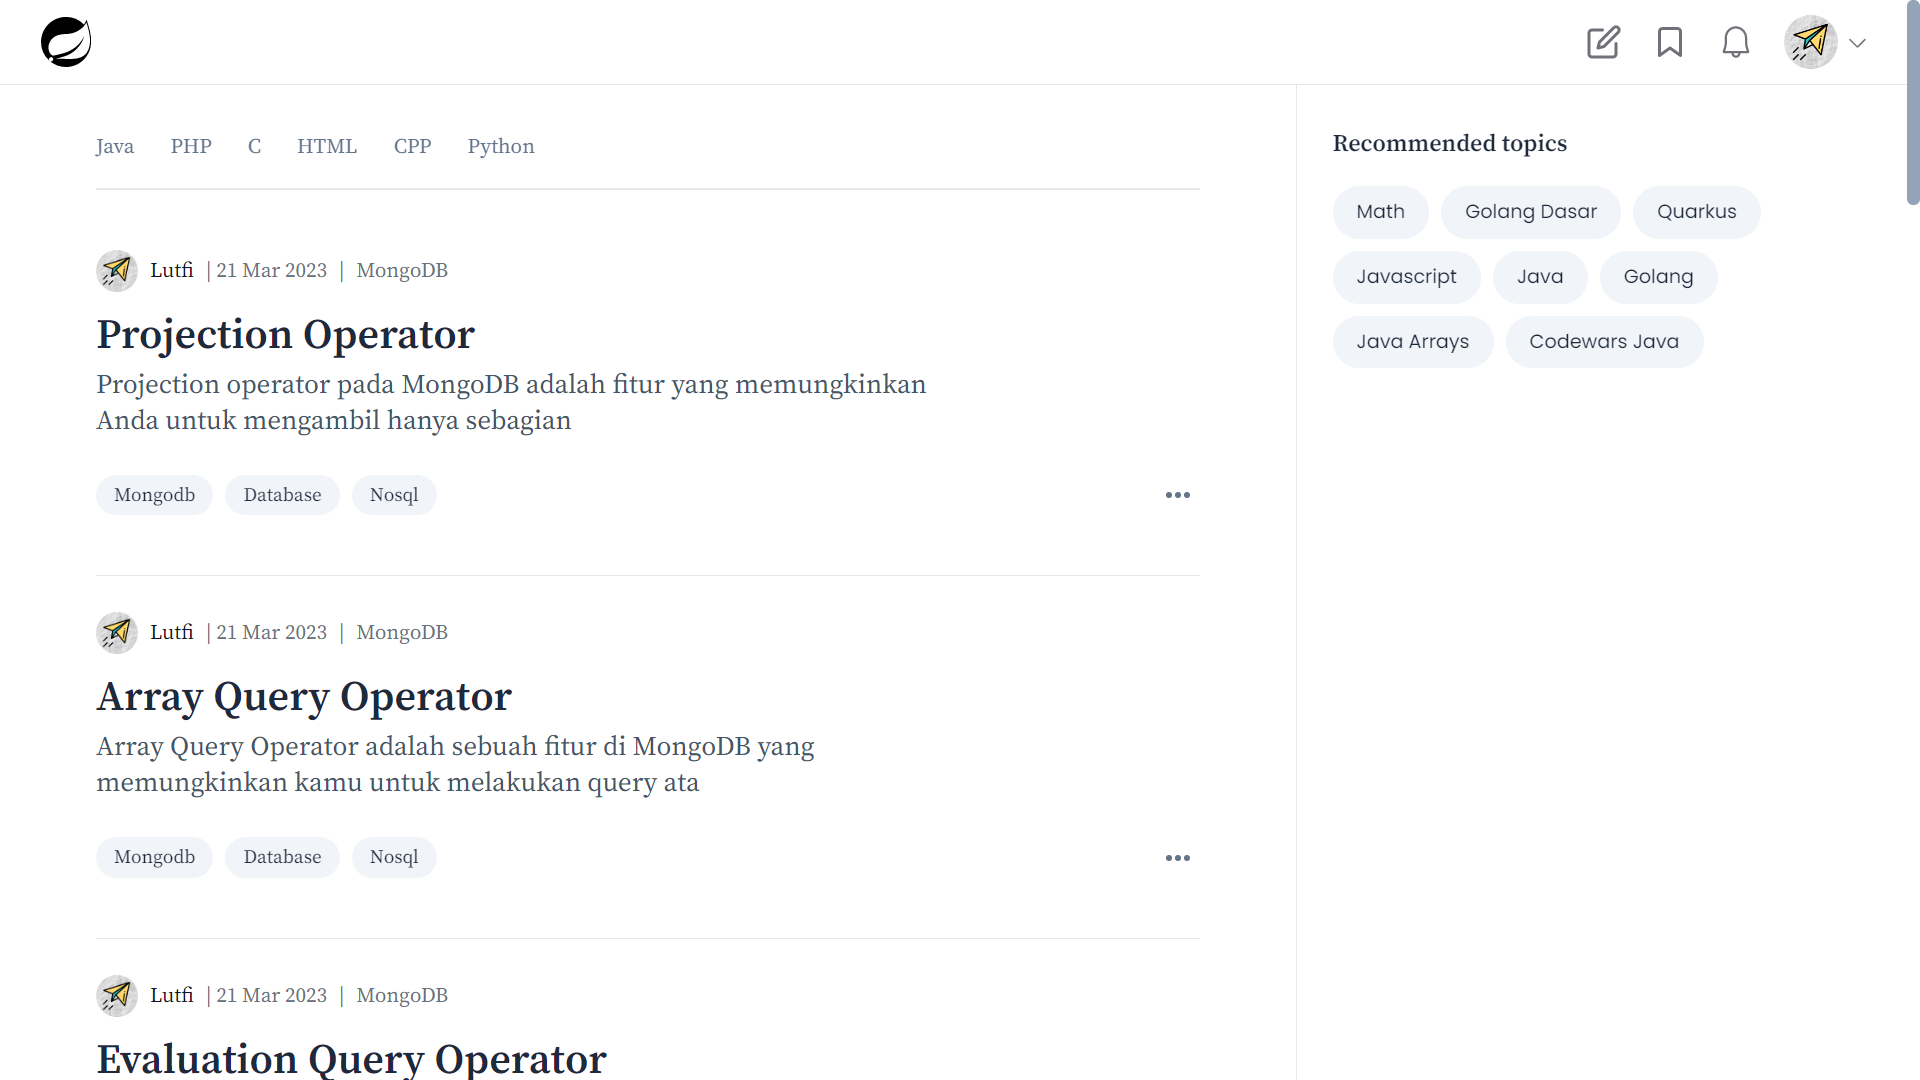 Java PHP C HTML CPP Python
Lutfi | 21 Mar 2023 | MongoDB
Projection Operator
Projection operator pada MongoDB adalah fitur yang memungkinkan
Anda untuk mengambil hanya sebagian
Mongodb Database Nosql
Lutfi | 21 Mar 2023 | MongoDB
Array Query Operator
Array Query Operator adalah sebuah fitur di MongoDB yang
memungkinkan kamu untuk melakukan query ata
Mongodb Database Nosql
Lutfi | 21 Mar 2023 | MongoDB
Evaluation Query Operator
Recommended topics
Math Golang Dasar Quarkus
Javascript Java Golang
Java Arrays Codewars Java